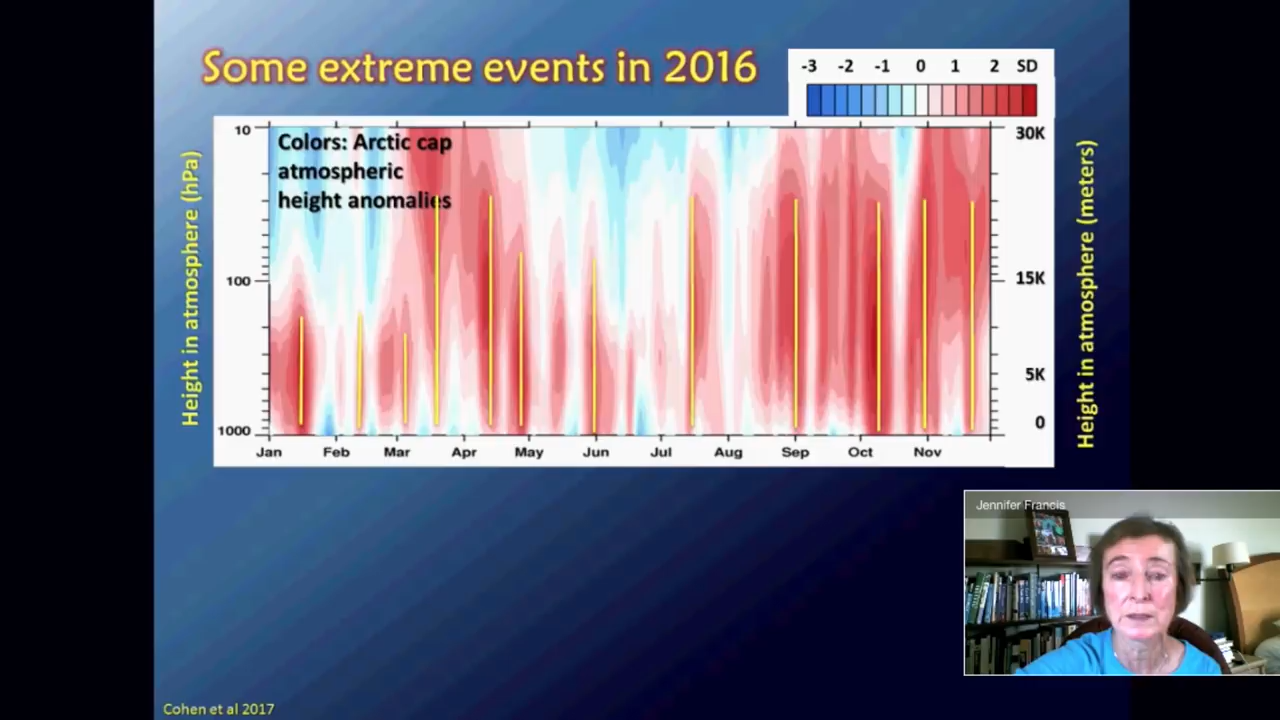 Some extreme events in 2016
-3 -2 -1 0 1 2 SD
Colors: Arctic cap
atmospheric
height anomalies
Height in atmosphere (hPa)
10
100
1000
30K
15K
5K
0
Height in atmosphere (meters)
Jan Feb Mar Apr May Jun Jul Aug Sep Oct Nov
Jennifer Francis
Cohen et al 2017